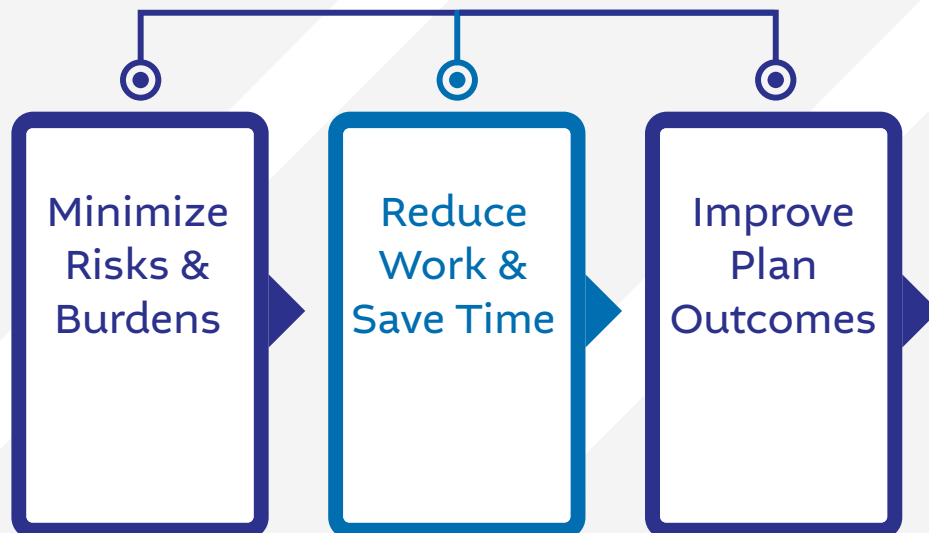 Minimize
Risks &
Burdens
Reduce
Work &
Save Time
Improve
Plan
Outcomes